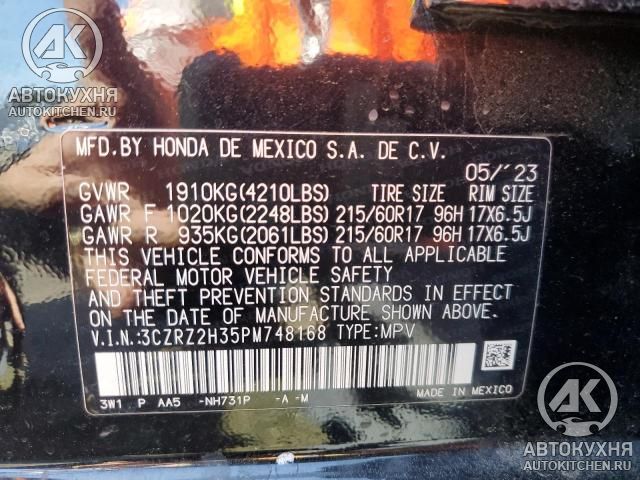 AK
АВТОКУХНЯ
AUTOKITCHEN.RU
MFD.BY HONDA DE MEXICO S.A. DE C.V.
05/'23
GVWR 1910KG(4210LBS) TIRE SIZE RIM SIZE
GAWR F 1020KG(2248LBS) 215/60R17 96H 17X6.5J
GAWR R 935KG(2061LBS) 215/60R17 96H 17X6.5J
THIS VEHICLE CONFORMS TO ALL APPLICABLE
FEDERAL MOTOR VEHICLE SAFETY
AND THEFT PREVENTION STANDARDS IN EFFECT
ON THE DATE OF MANUFACTURE SHOWN ABOVE.
V.I.N.:3CZRZ2H35PM748168 TYPE:MPV
3W1 P AA5 -NH731P -A -M
MADE IN MEXICO
AK
АВТОКУХНЯ
AUTOKITCHEN.RU